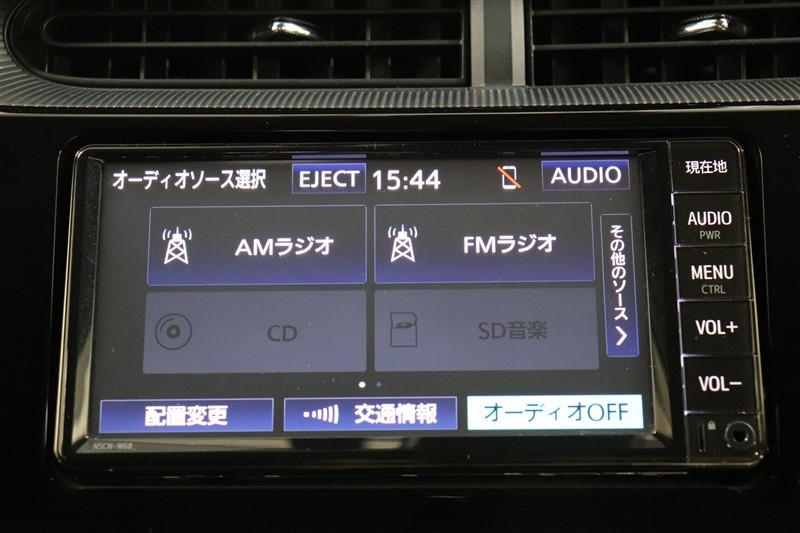 オーディオソース選択 EJECT 15:44 AUDIO
AMラジオ FMラジオ
CD SD音楽
その他のソース
配置変更 交通情報 オーディオOFF
現在地
AUDIO
PWR
MENU
CTRL
VOL+
VOL−
NSCN-W68